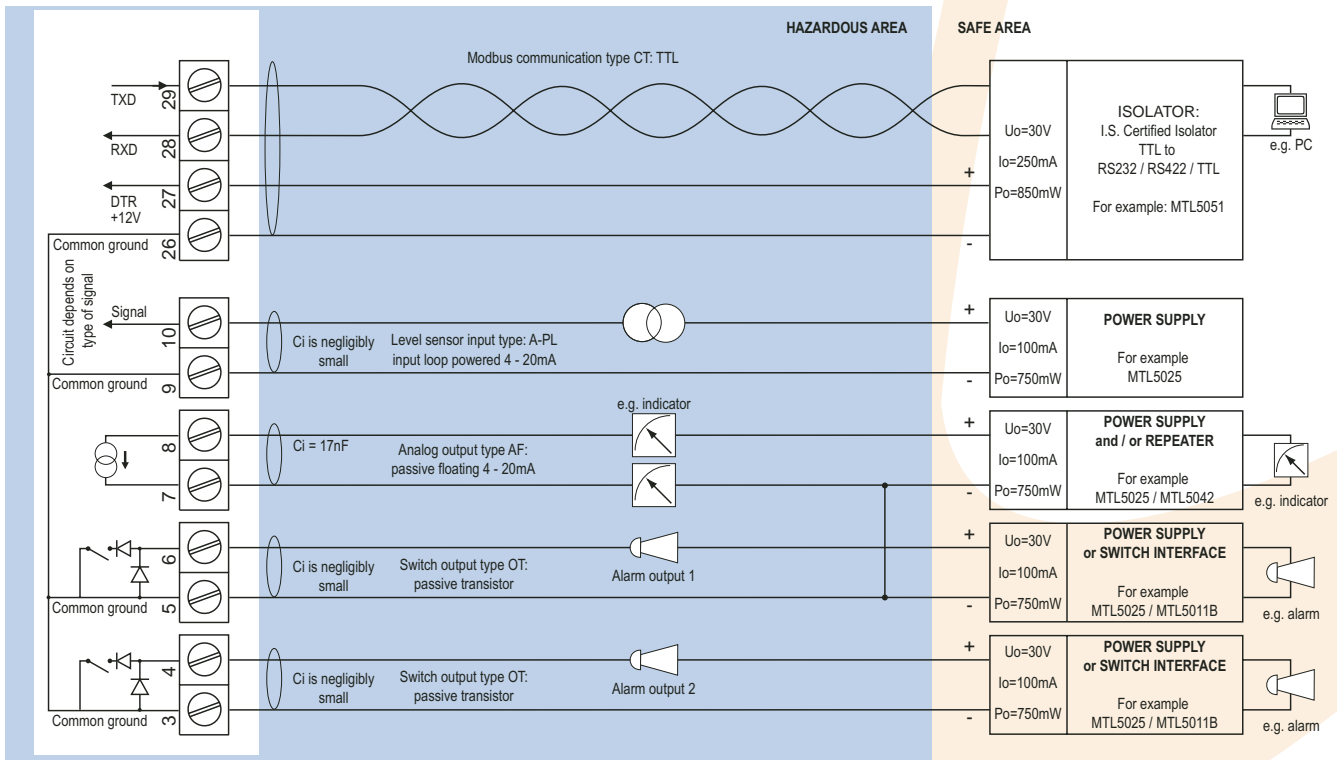 HAZARDOUS AREA
SAFE AREA
Modbus communication type CT: TTL
TXD
29
RXD
28
DTR
+12V
27
Common ground
26
+
-
Uo=30V
Io=250mA
Po=850mW
ISOLATOR:
I.S. Certified Isolator
TTL to
RS232 / RS422 / TTL
For example: MTL5051
e.g. PC
Circuit depends on
type of signal
Signal
10
Common ground
9
Ci is negligibly
small
Level sensor input type: A-PL
input loop powered 4 - 20mA
+
-
Uo=30V
Io=100mA
Po=750mW
POWER SUPPLY
For example
MTL5025
8
7
Ci = 17nF
Analog output type AF:
passive floating 4 - 20mA
e.g. indicator
+
-
Uo=30V
Io=100mA
Po=750mW
POWER SUPPLY
and / or REPEATER
For example
MTL5025 / MTL5042
e.g. indicator
6
Common ground
5
Ci is negligibly
small
Switch output type OT:
passive transistor
Alarm output 1
+
-
Uo=30V
Io=100mA
Po=750mW
POWER SUPPLY
or SWITCH INTERFACE
For example
MTL5025 / MTL5011B
e.g. alarm
4
Common ground
3
Ci is negligibly
small
Switch output type OT:
passive transistor
Alarm output 2
+
-
Uo=30V
Io=100mA
Po=750mW
POWER SUPPLY
or SWITCH INTERFACE
For example
MTL5025 / MTL5011B
e.g. alarm